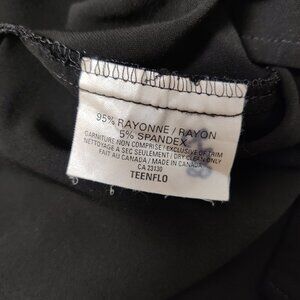 95% RAYONNE / RAYON
5% SPANDEX
GARNITURE NON COMPRISE / EXCLUSIVE OF TRIM
NETTOYAGE A SEC SEULEMENT / DRY CLEAN ONLY
FAIT AU CANADA / MADE IN CANADA
CA 23130
TEENFLO